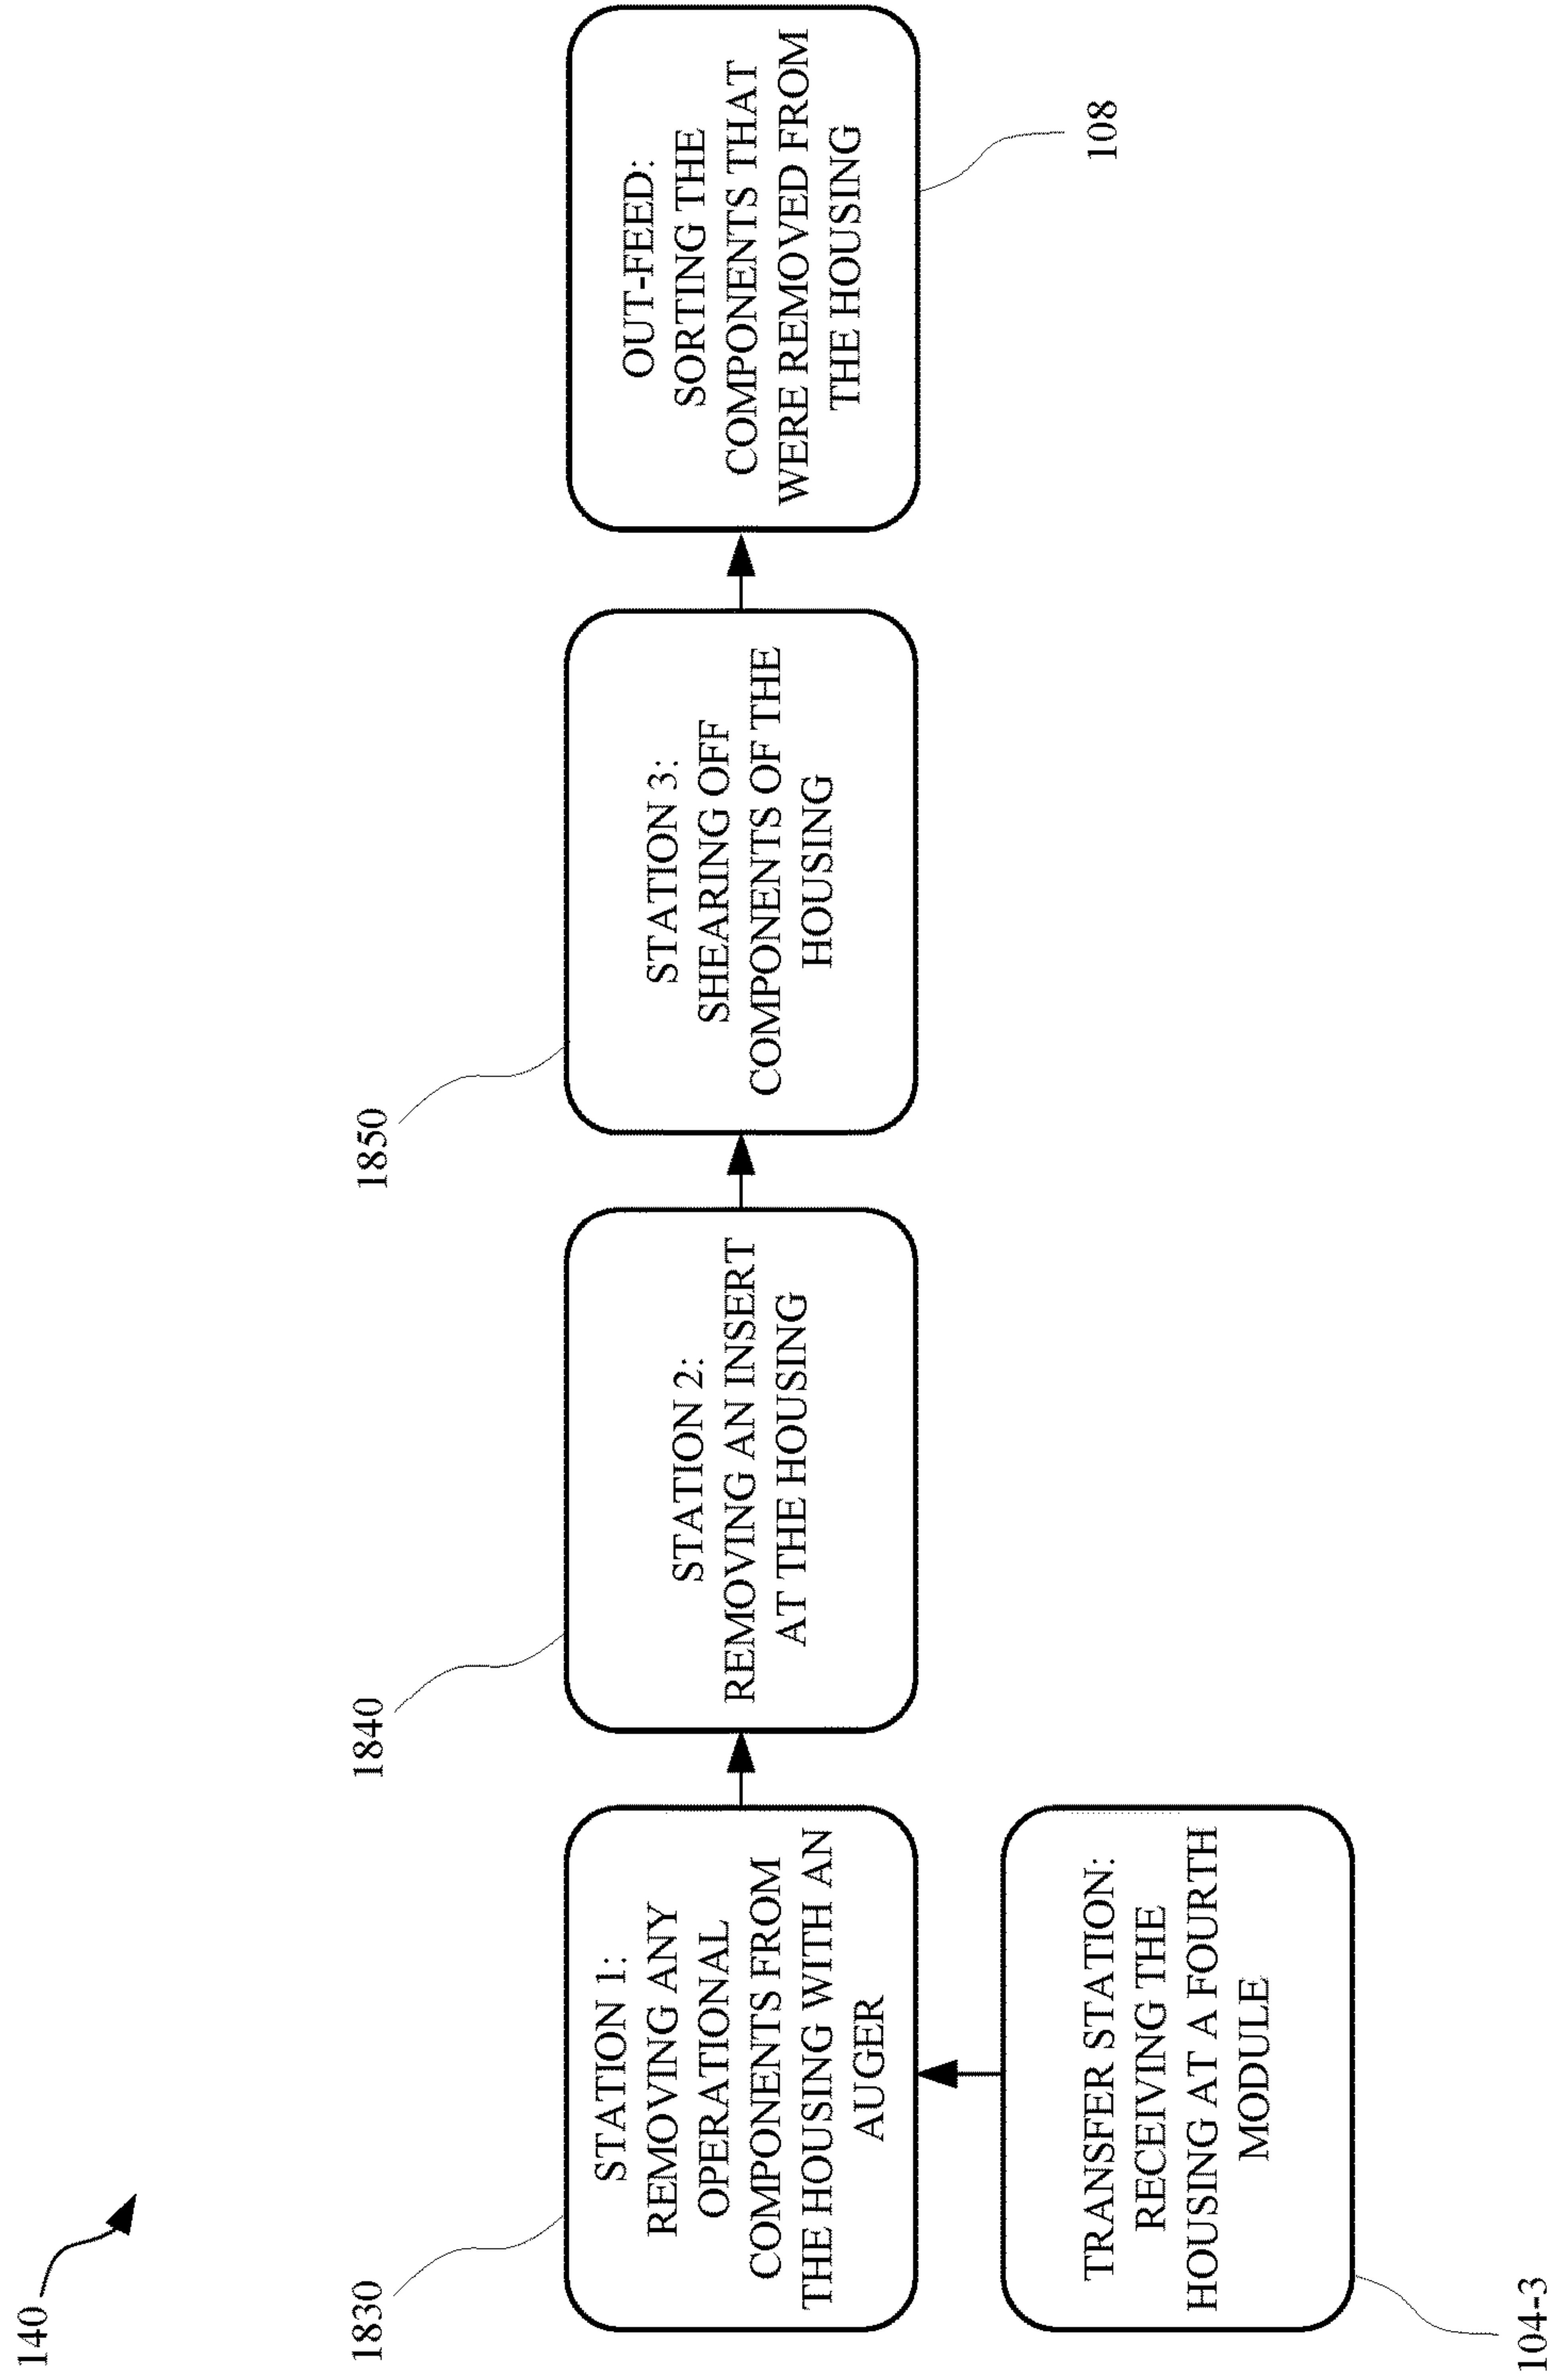 140
1830
STATION 1:
REMOVING ANY
OPERATIONAL
COMPONENTS FROM
THE HOUSING WITH AN
AUGER
1840
STATION 2:
REMOVING AN INSERT
AT THE HOUSING
1850
STATION 3:
SHEARING OFF
COMPONENTS OF THE
HOUSING
OUT-FEED:
SORTING THE
COMPONENTS THAT
WERE REMOVED FROM
THE HOUSING
108
TRANSFER STATION:
RECEIVING THE
HOUSING AT A FOURTH
MODULE
104-3